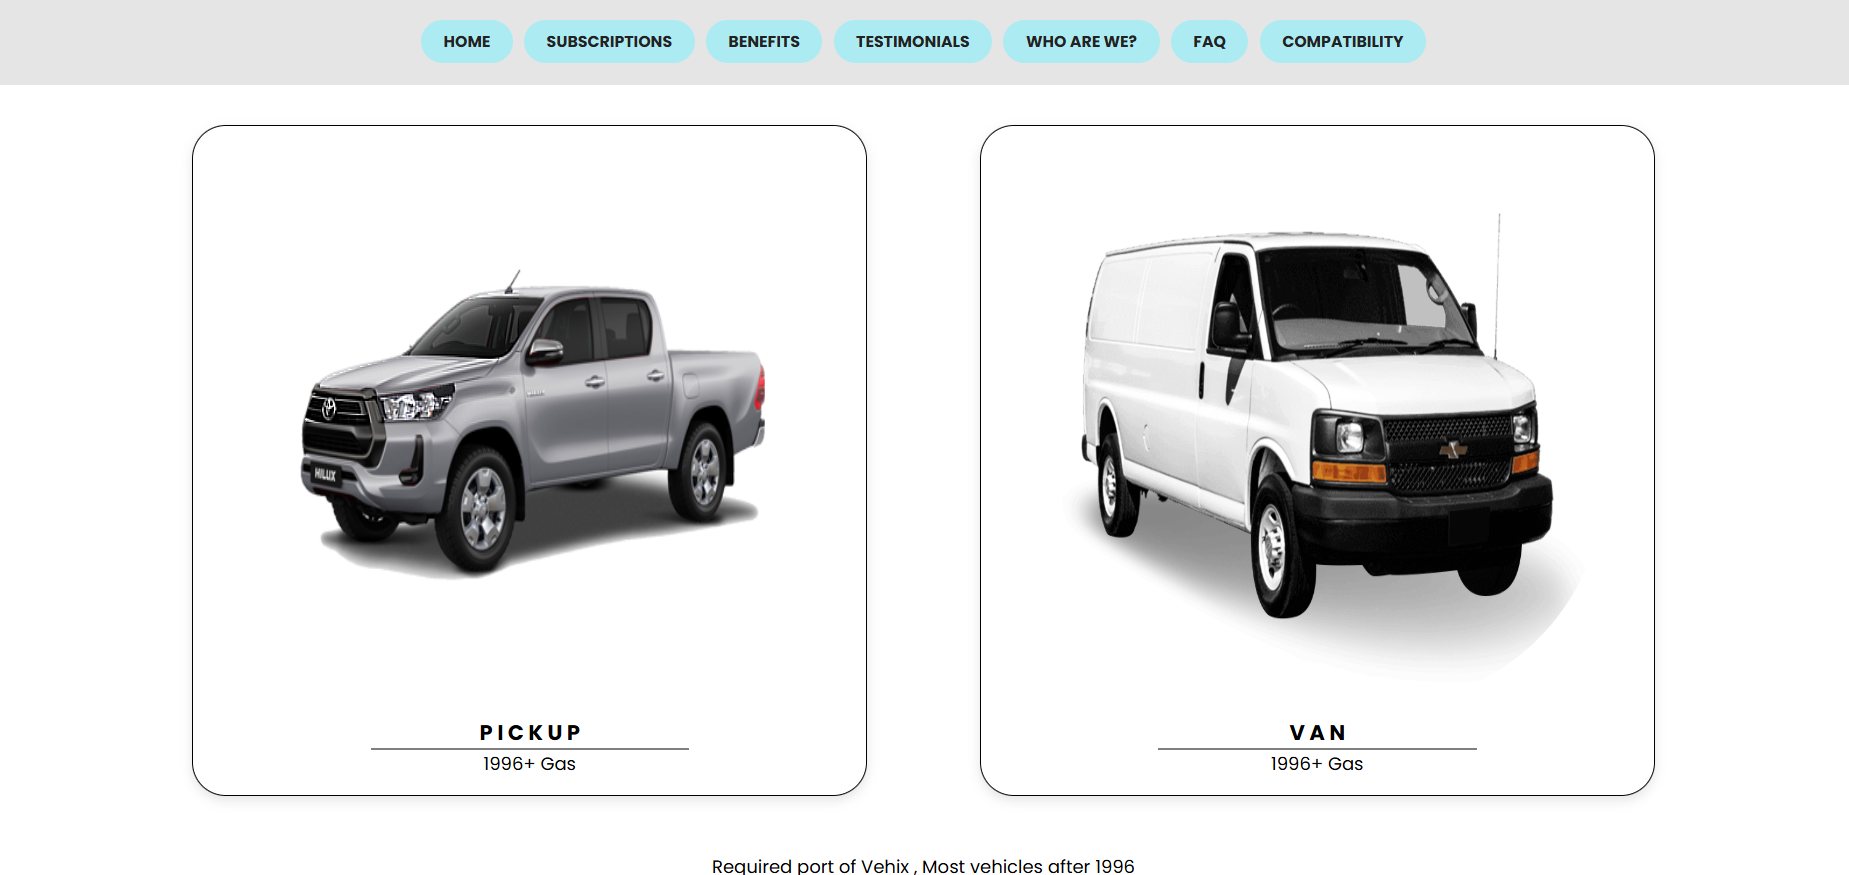 HOME SUBSCRIPTIONS BENEFITS TESTIMONIALS WHO ARE WE? FAQ COMPATIBILITY
HILUX
PICKUP
1996+ Gas
VAN
1996+ Gas
Required port of Vehix , Most vehicles after 1996